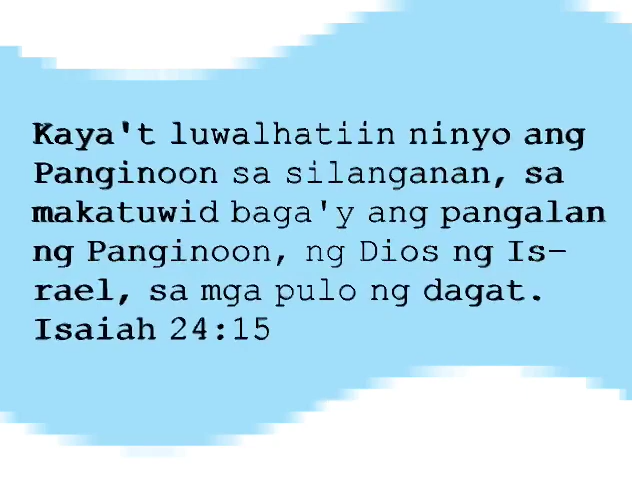 Kaya't luwalhatiin ninyo ang
Panginoon sa silanganan, sa
makatuwid baga'y ang pangalan
ng Panginoon, ng Dios ng Is-
rael, sa mga pulo ng dagat.
Isaiah 24:15